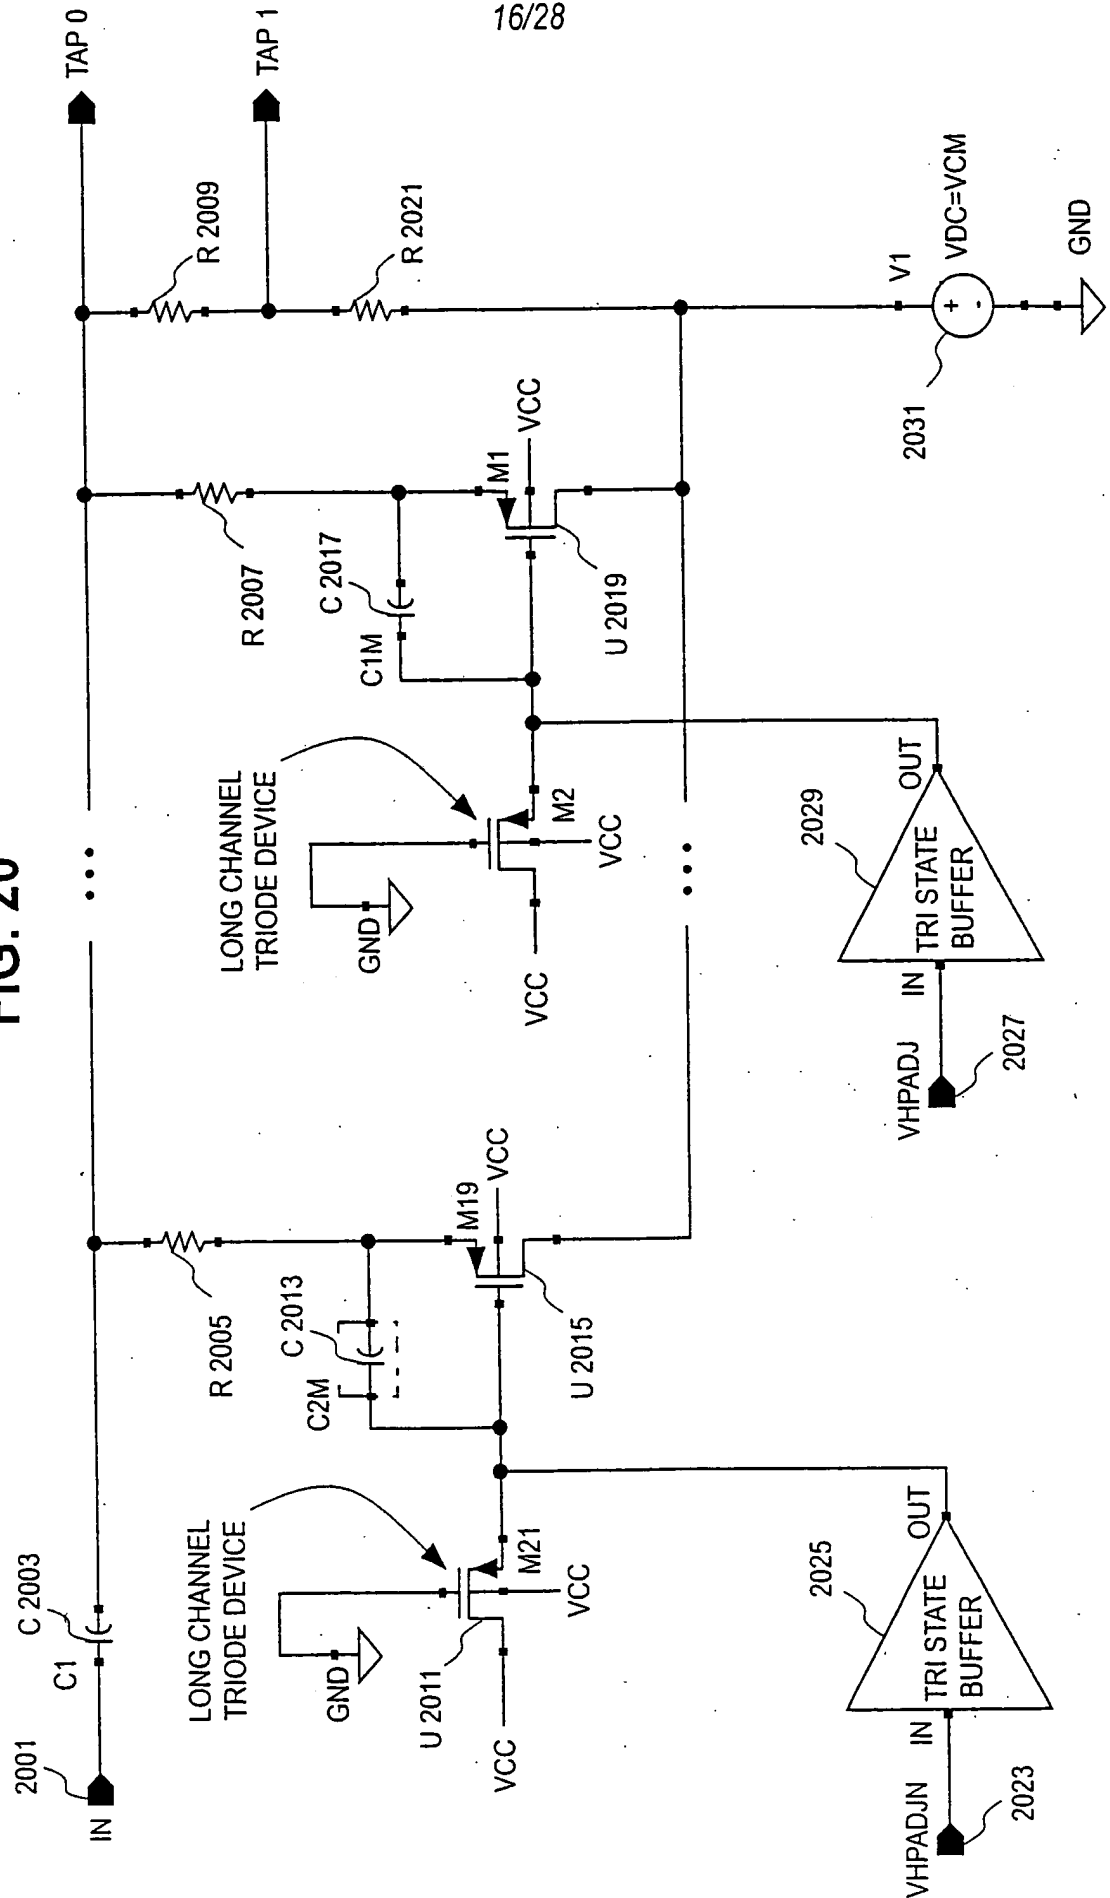 16/28
FIG. 20
2001
IN
C1
C 2003
TAP 0
TAP 1
R 2009
R 2021
R 2005
R 2007
C 2013
C2M
C 2017
C1M
LONG CHANNEL
TRIODE DEVICE
GND
U 2011
VCC
VCC
M21
M19
VCC
U 2015
LONG CHANNEL
TRIODE DEVICE
GND
VCC
VCC
M2
M1
VCC
U 2019
VHPADJN
2023
IN
TRI STATE
BUFFER
OUT
2025
VHPADJ
2027
IN
TRI STATE
BUFFER
OUT
2029
V1
+
-
VDC=VCM
2031
GND